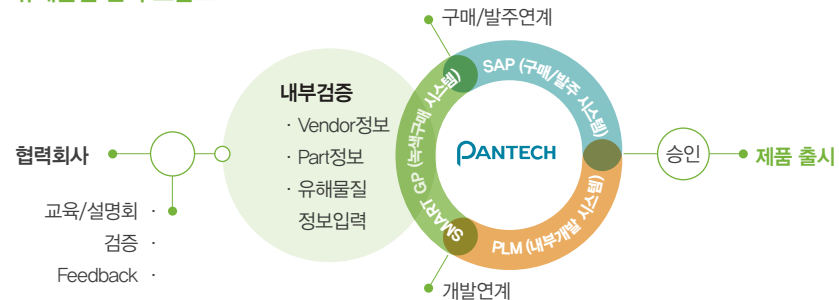 구매/발주연계
내부검증
· Vendor정보
· Part정보
· 유해물질
정보입력
SMART GP (녹색구매 시스템)
SAP (구매/발주 시스템)
PANTECH
PLM (내부개발 시스템)
협력회사
교육/설명회 ·
검증 ·
Feedback ·
승인
제품 출시
개발연계